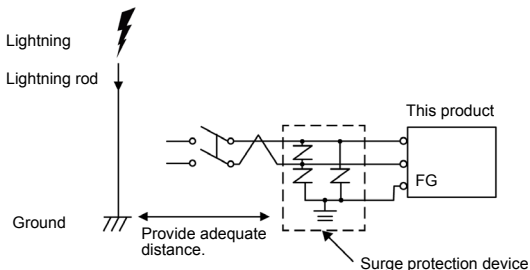 Lightning
Lightning rod
This product
FG
Ground
Provide adequate
distance.
Surge protection device